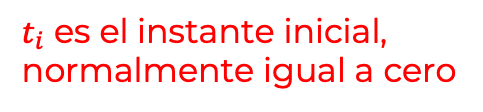 tᵢ es el instante inicial,
normalmente igual a cero